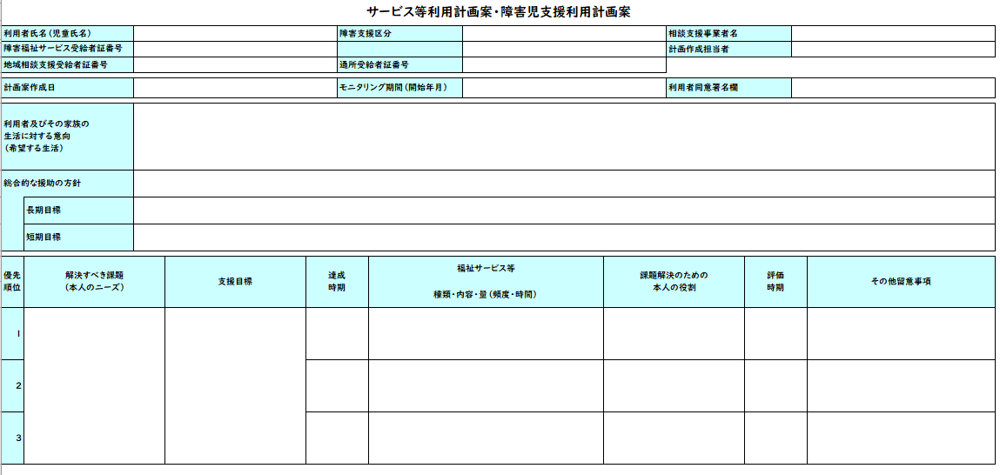 サービス等利用計画案・障害児支援利用計画案
利用者氏名(児童氏名)
障害支援区分
相談支援事業者名
障害福祉サービス受給者証番号
計画作成担当者
地域相談支援受給者証番号
通所受給者証番号
計画案作成日
モニタリング期間(開始年月)
利用者同意署名欄
利用者及びその家族の
生活に対する意向
(希望する生活)
総合的な援助の方針
長期目標
短期目標
優先
順位
解決すべき課題
(本人のニーズ)
支援目標
達成
時期
福祉サービス等
種類・内容・量(頻度・時間)
課題解決のための
本人の役割
評価
時期
その他留意事項
1
2
3